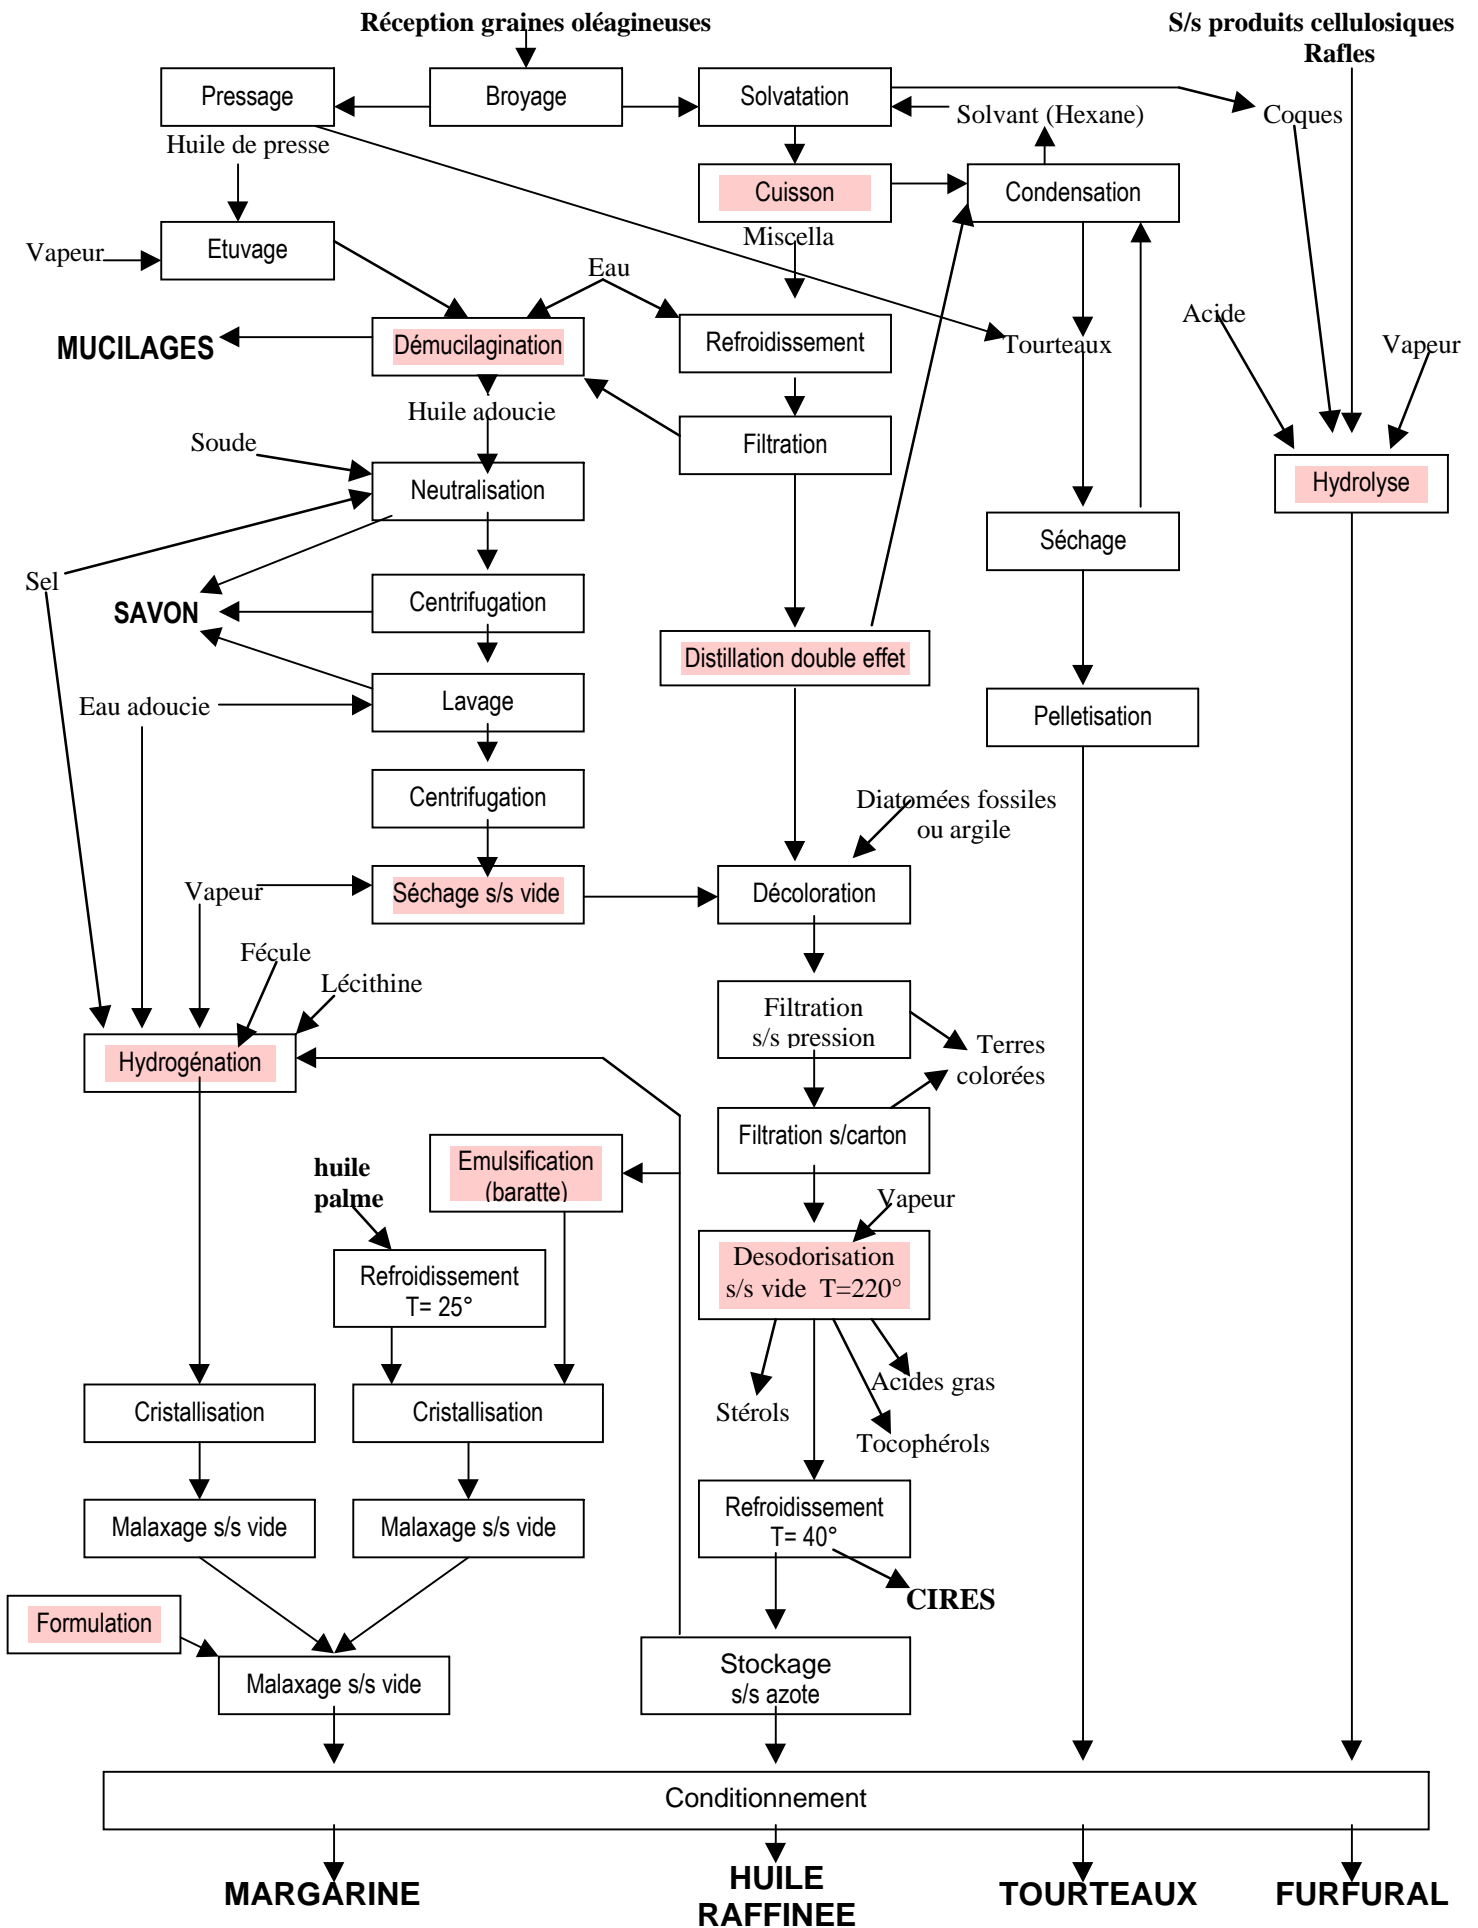 Réception graines oléagineuses
S/s produits cellulosiques
Rafles
Pressage
Broyage
Solvatation
Solvant (Hexane)
Coques
Huile de presse
Cuisson
Condensation
Miscella
Vapeur
Etuvage
Eau
Acide
MUCILAGES
Démucilagination
Refroidissement
Tourteaux
Vapeur
Huile adoucie
Soude
Filtration
Neutralisation
Hydrolyse
Séchage
Sel
SAVON
Centrifugation
Distillation double effet
Eau adoucie
Lavage
Pelletisation
Centrifugation
Diatomées fossiles
ou argile
Vapeur
Séchage s/s vide
Décoloration
Fécule
Lécithine
Filtration
s/s pression
Hydrogénation
Terres
colorées
Filtration s/carton
huile
palme
Emulsification
(baratte)
Vapeur
Refroidissement
T= 25°
Desodorisation
s/s vide T=220°
Cristallisation
Cristallisation
Acides gras
Stérols
Tocophérols
Malaxage s/s vide
Malaxage s/s vide
Refroidissement
T= 40°
CIRES
Formulation
Malaxage s/s vide
Stockage
s/s azote
Conditionnement
MARGARINE
HUILE
RAFFINEE
TOURTEAUX
FURFURAL